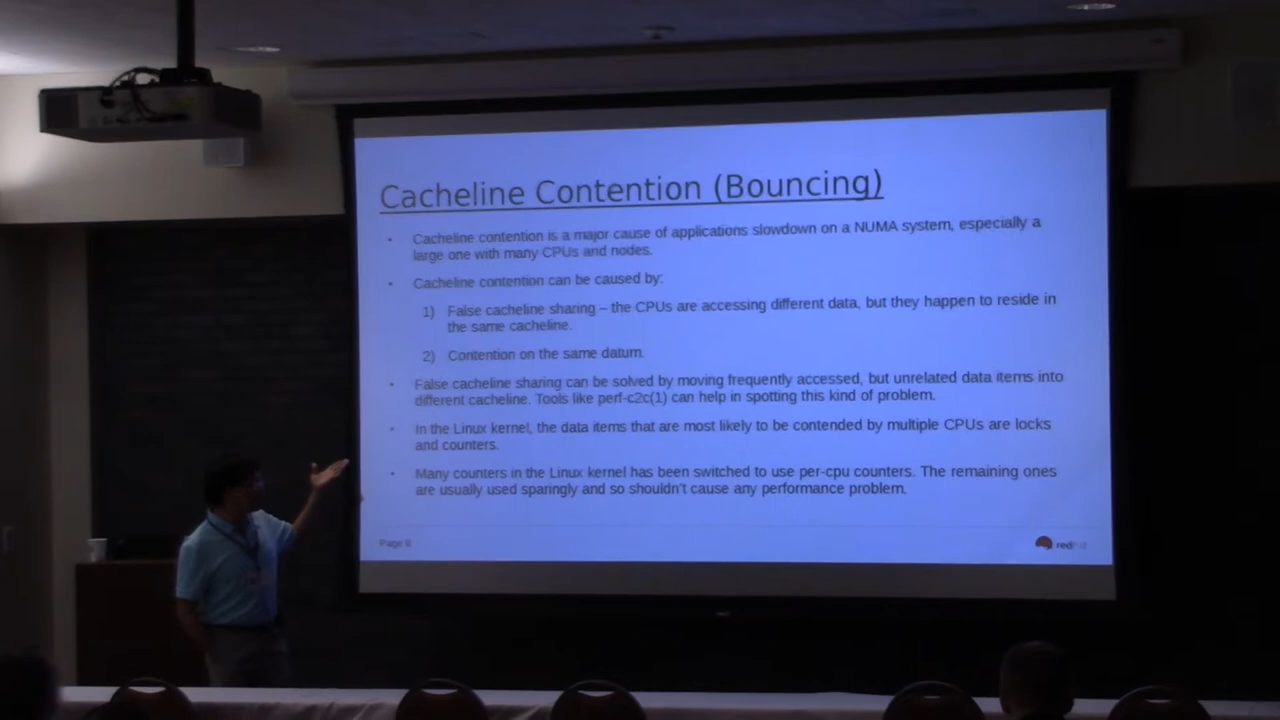 Cacheline Contention (Bouncing)
· Cacheline contention is a major cause of applications slowdown on a NUMA system, especially a
large one with many CPUs and nodes.
· Cacheline contention can be caused by:
1) False cacheline sharing – the CPUs are accessing different data, but they happen to reside in
the same cacheline.
2) Contention on the same datum.
· False cacheline sharing can be solved by moving frequently accessed, but unrelated data items into
different cacheline. Tools like perf-c2c(1) can help in spotting this kind of problem.
· In the Linux kernel, the data items that are most likely to be contended by multiple CPUs are locks
and counters.
· Many counters in the Linux kernel has been switched to use per-cpu counters. The remaining ones
are usually used sparingly and so shouldn't cause any performance problem.
Page
red